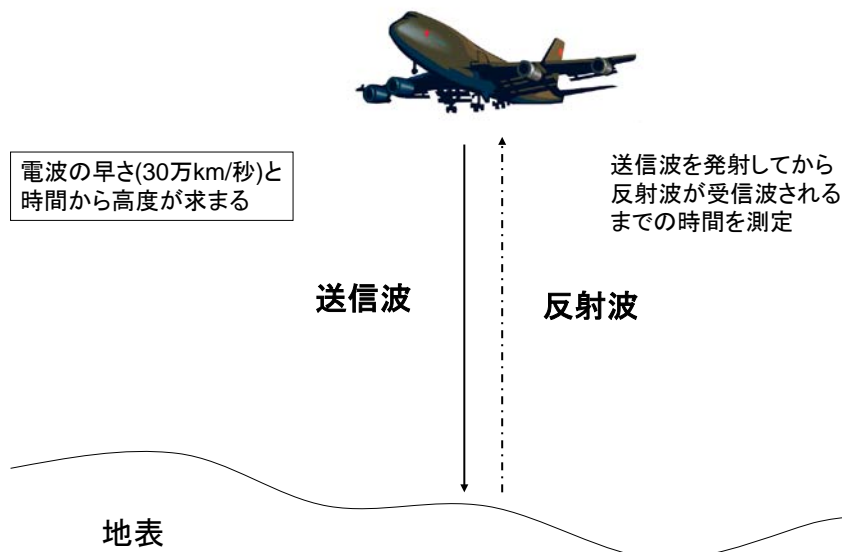 電波の早さ(30万km/秒)と
時間から高度が求まる
送信波を発射してから
反射波が受信波される
までの時間を測定
送信波
反射波
地表